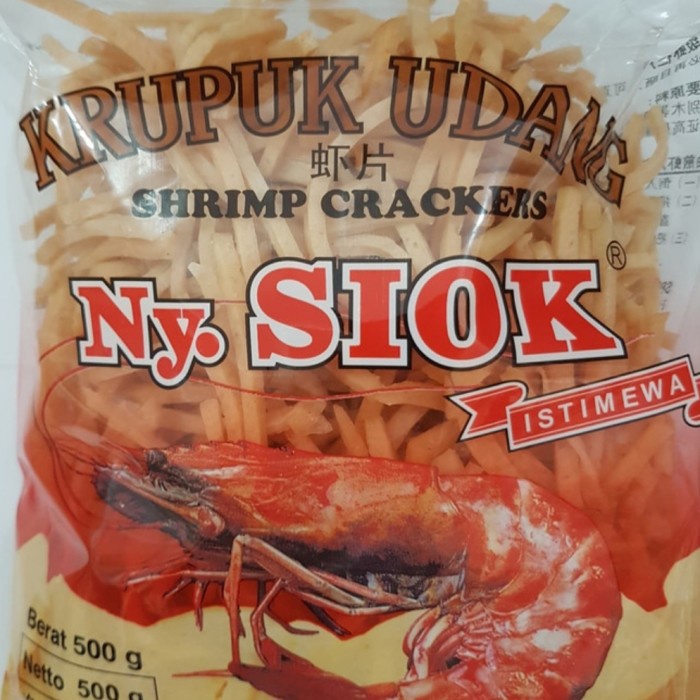 KRUPUK UDANG
虾片
SHRIMP CRACKERS
Ny. SIOK
®
ISTIMEWA
Berat 500 g
Netto 500 g